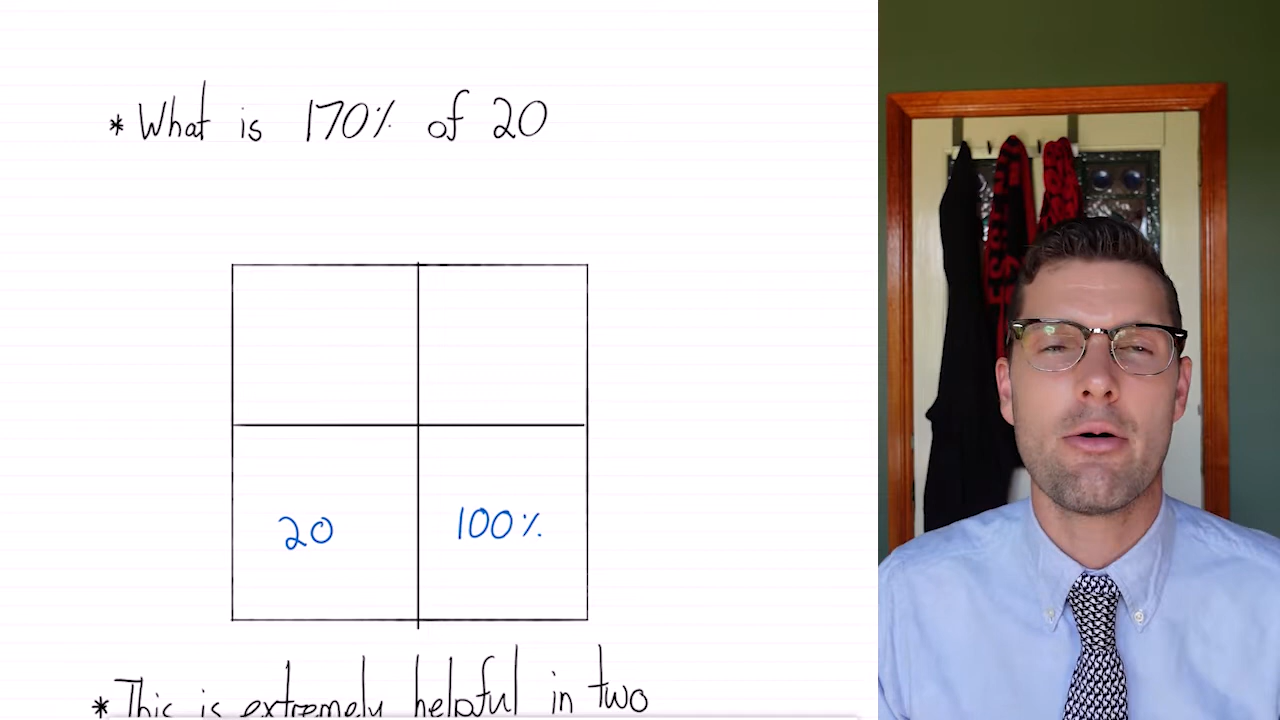 * What is 170% of 20
20 100%
* This is extremely helpful in two